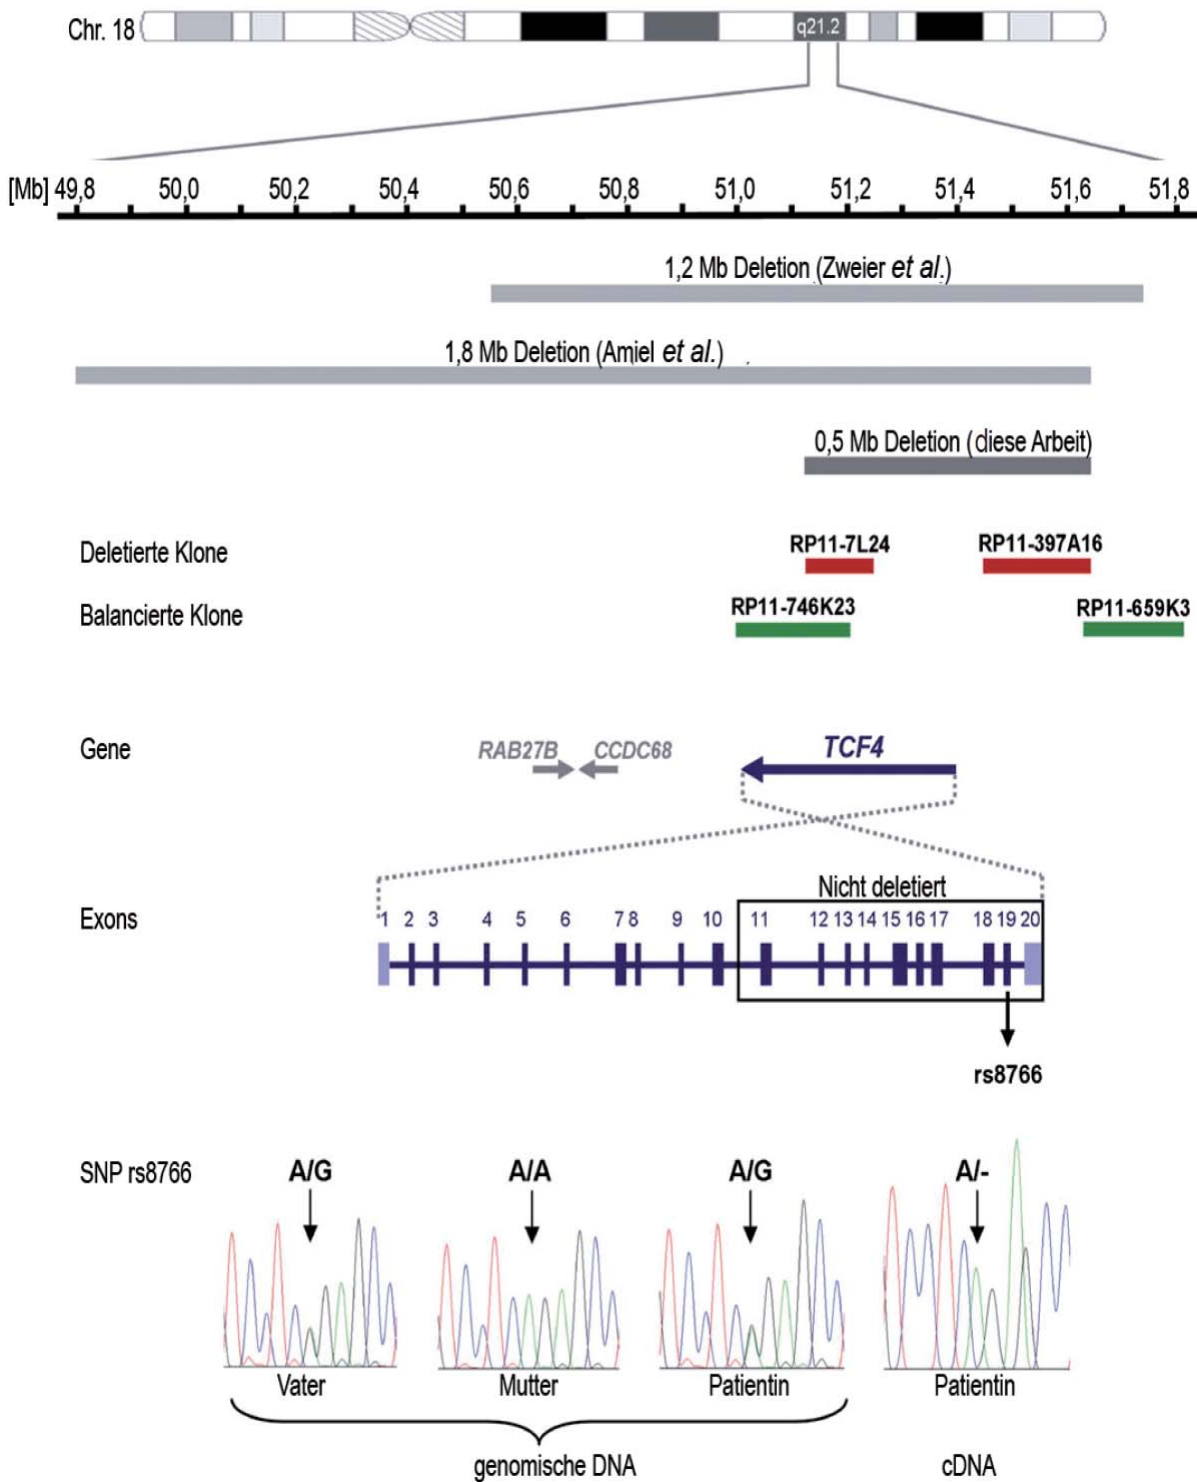 Chr. 18
q21.2
[Mb] 49,8 50,0 50,2 50,4 50,6 50,8 51,0 51,2 51,4 51,6 51,8
1,2 Mb Deletion (Zweier et al.)
1,8 Mb Deletion (Amiel et al.)
0,5 Mb Deletion (diese Arbeit)
Deletierte Klone
RP11-7L24 RP11-397A16
Balancierte Klone
RP11-746K23 RP11-659K3
Gene
RAB27B CCDC68 TCF4
Nicht deletiert
Exons
1 2 3 4 5 6 7 8 9 10 11 12 13 14 15 16 17 18 19 20
rs8766
SNP rs8766
A/G A/A A/G A/-
Vater Mutter Patientin Patientin
genomische DNA cDNA